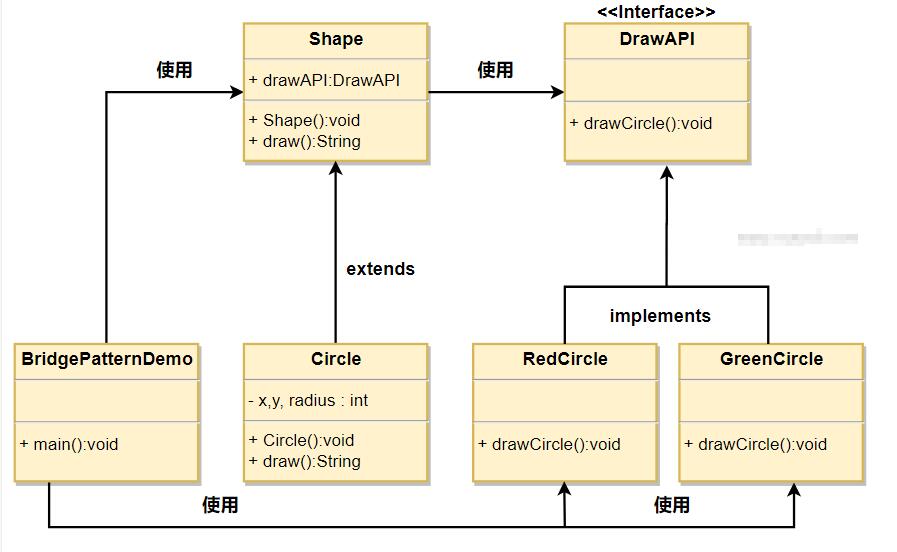 <<Interface>>
Shape
+ drawAPI:DrawAPI
+ Shape():void
+ draw():String
DrawAPI
+ drawCircle():void
使用
使用
extends
implements
BridgePatternDemo
+ main():void
Circle
- x,y, radius : int
+ Circle():void
+ draw():String
RedCircle
+ drawCircle():void
GreenCircle
+ drawCircle():void
使用
使用